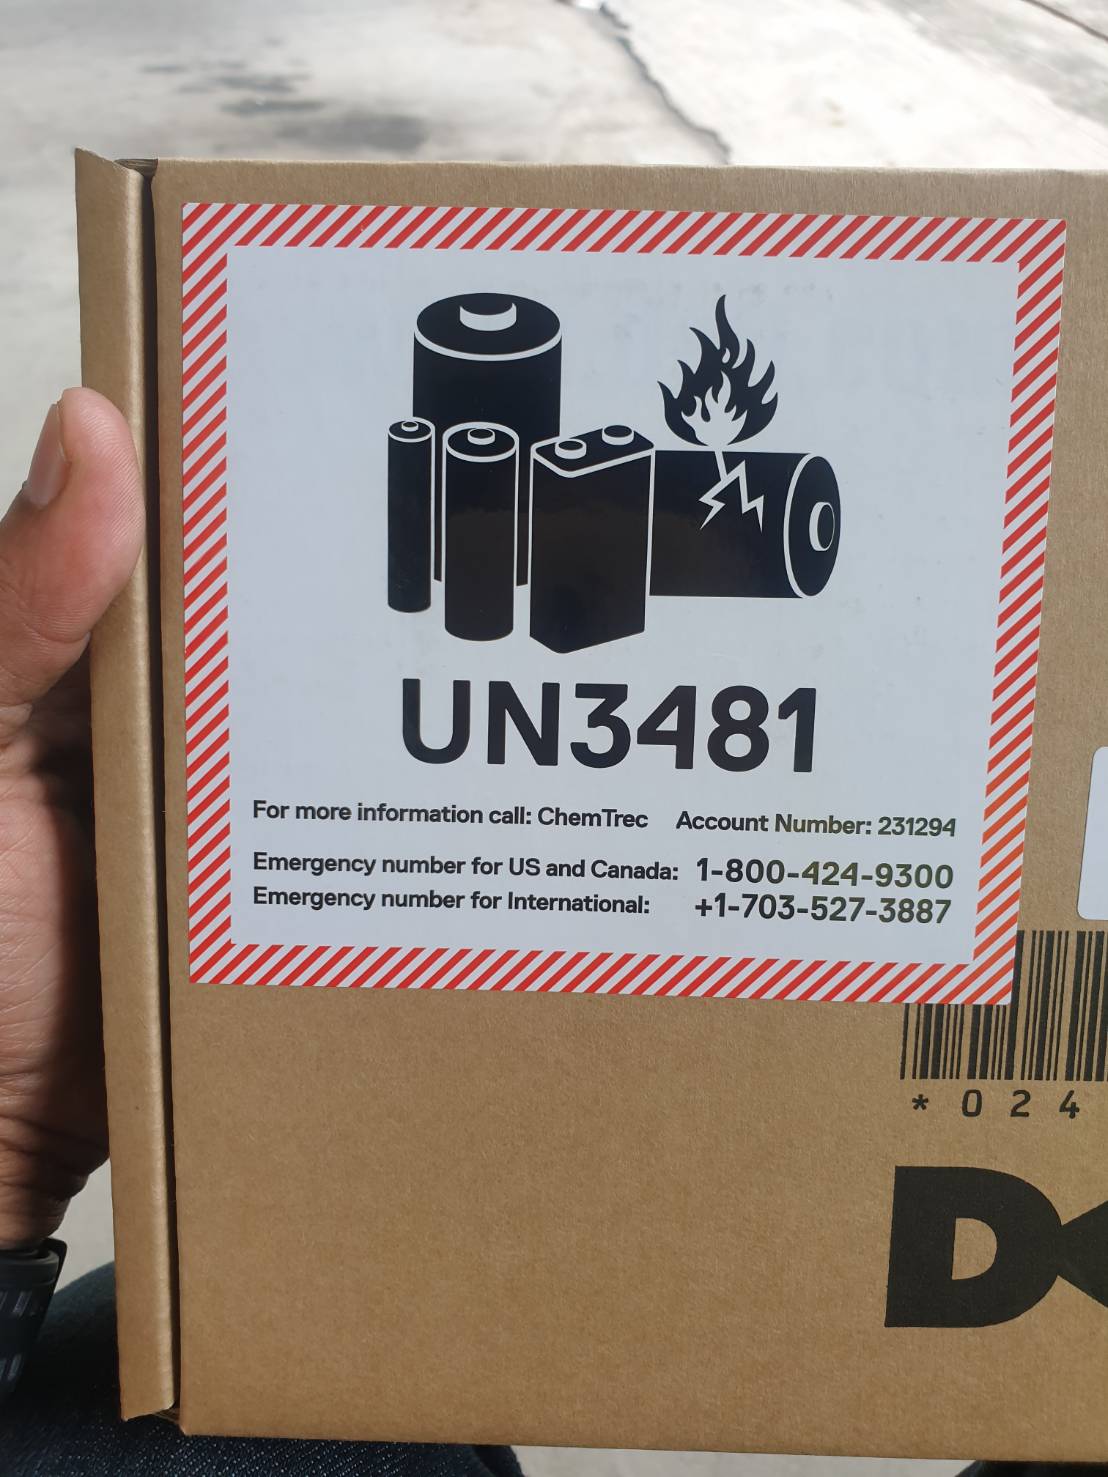 UN3481
For more information call: ChemTrec Account Number: 231294
Emergency number for US and Canada: 1-800-424-9300
Emergency number for International: +1-703-527-3887
* 0 2 4
D